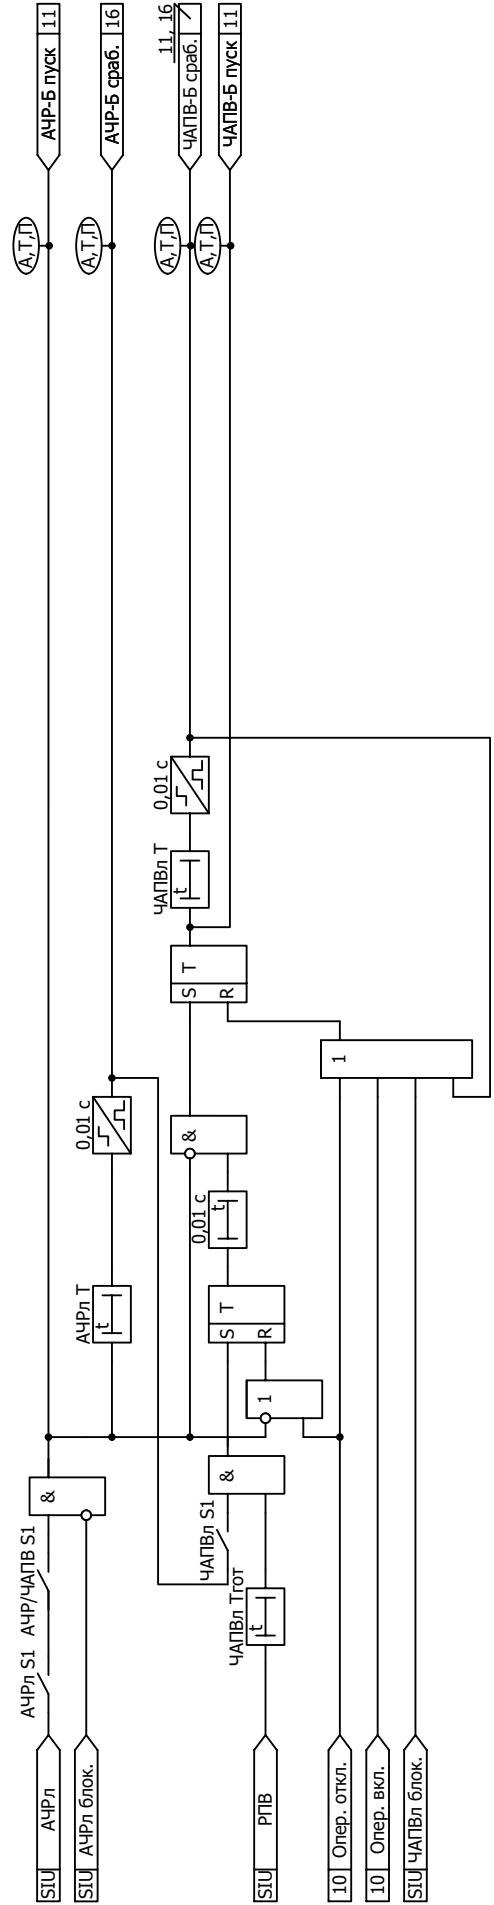 SIU АЧРл
АЧРл S1
АЧР/ЧАПВ S1
&
А,Т,П
АЧР-Б пуск 11
SIU АЧРл блок.
АЧРл Т
t
0,01 с
А,Т,П
АЧР-Б сраб. 16
ЧАПВл S1
&
S T
R
0,01 с
t
&
S T
R
ЧАПВл Т
t
0,01 с
А,Т,П
ЧАПВ-Б сраб.
11, 16
А,Т,П
ЧАПВ-Б пуск 11
SIU РПВ
ЧАПВл Тгот
t
1
10 Опер. откл.
1
10 Опер. вкл.
SIU ЧАПВл блок.